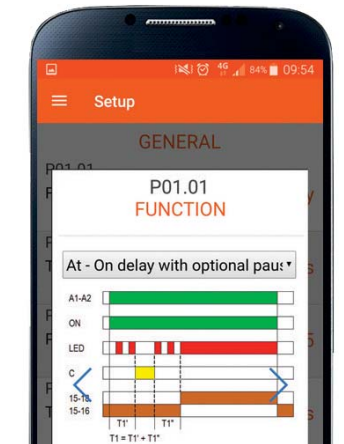 4G 84% 09:54
Setup
GENERAL
P01.01
P01.01
FUNCTION
At - On delay with optional paus
A1-A2
ON
LED
C
15-18
15-16
T1' T1"
T1 = T1' + T1"